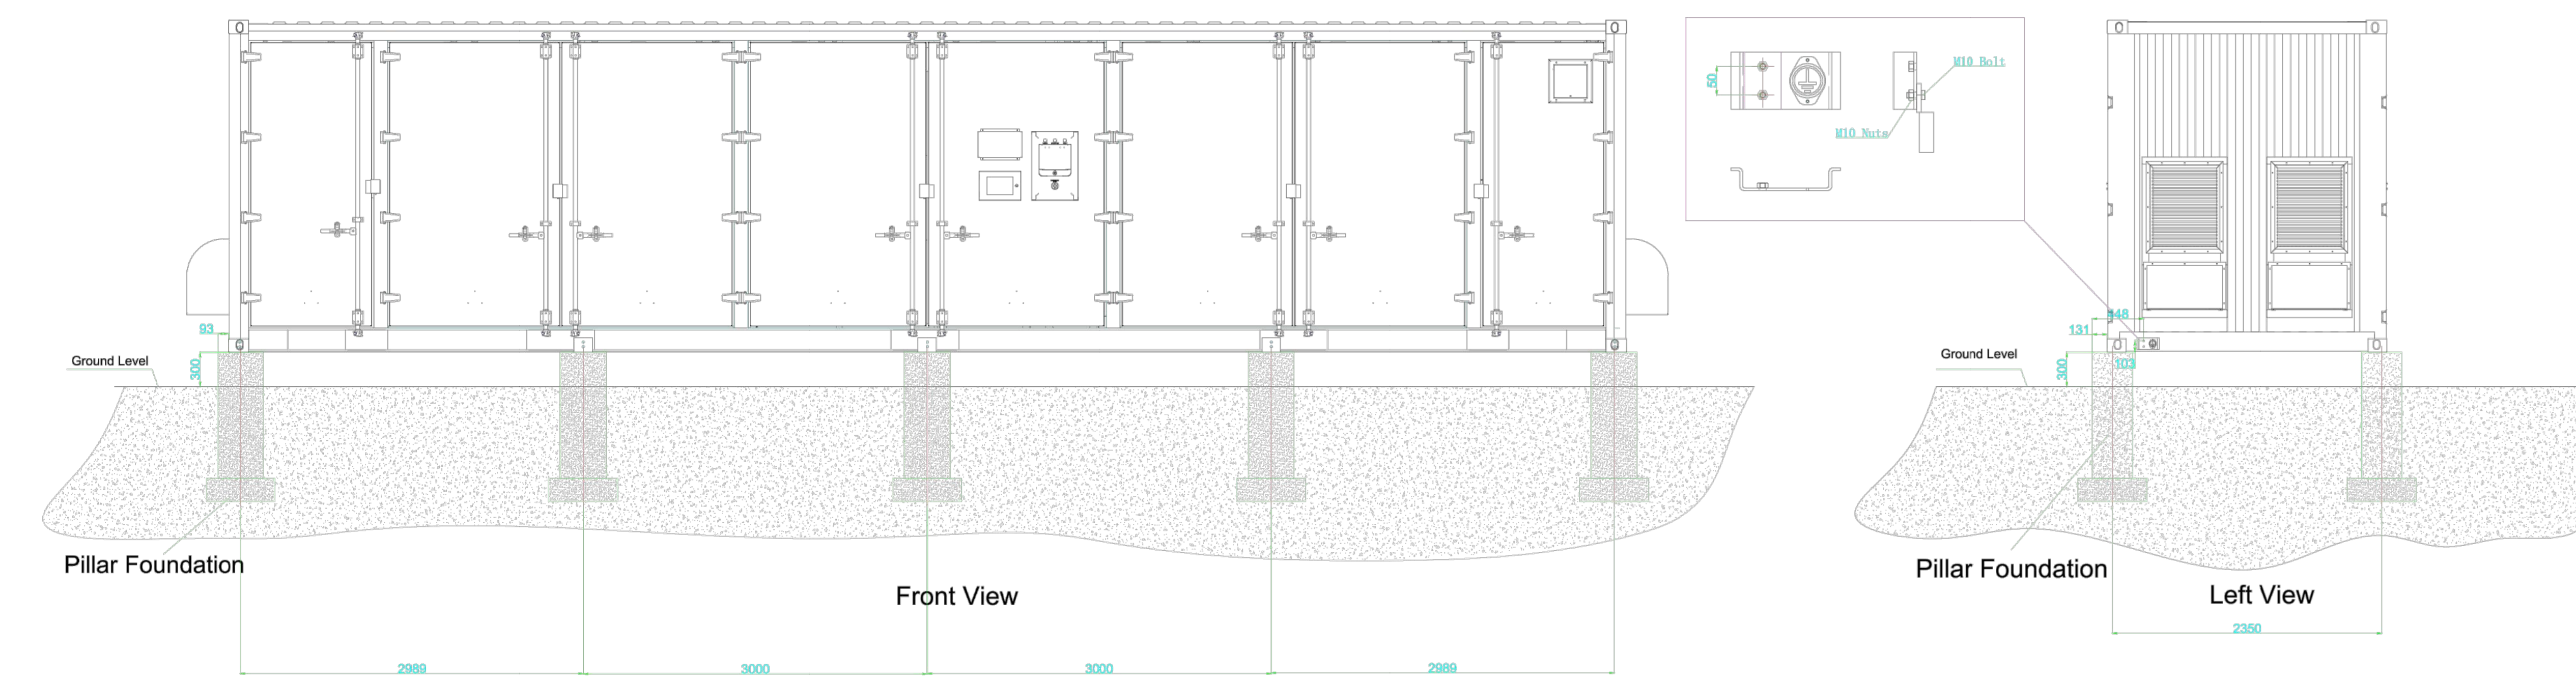 50
M10 Bolt
M10 Nuts
93
Ground Level
300
148
131
Ground Level
300
103
Pillar Foundation
Front View
Pillar Foundation
Left View
2350
2989
3000
3000
2989